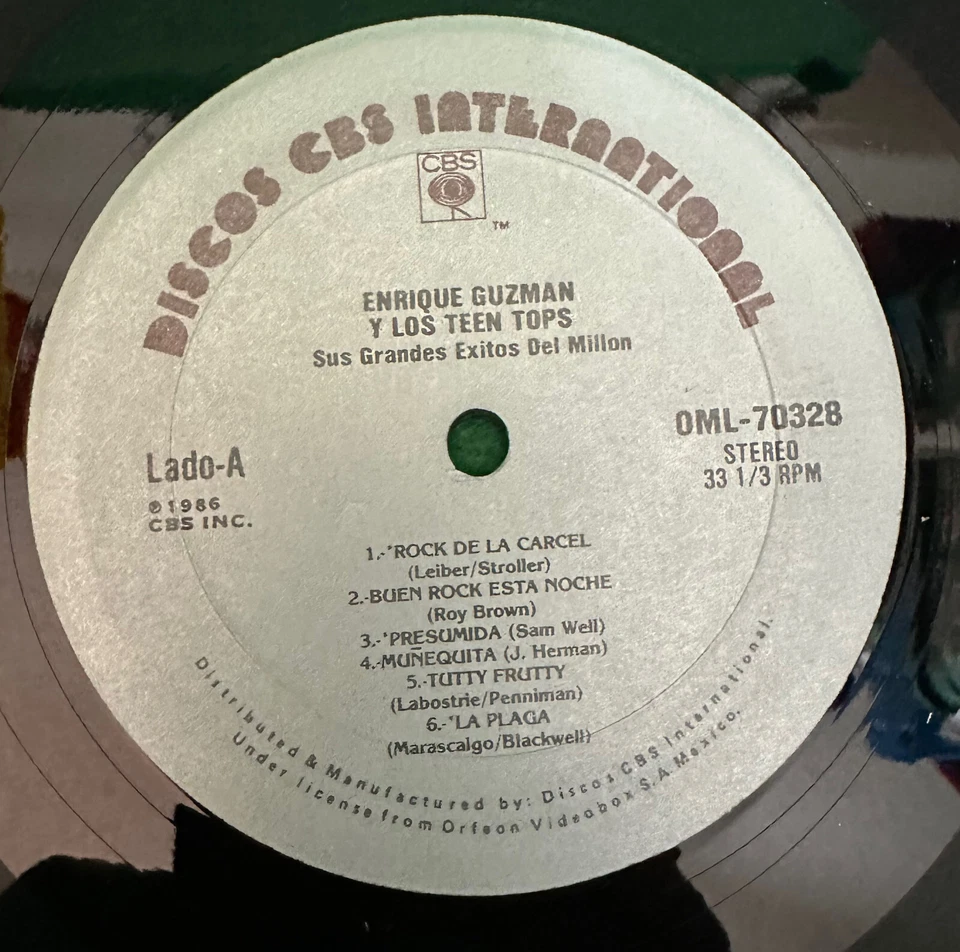 DISCOS CBS INTERNATIONAL
CBS
TM
ENRIQUE GUZMAN
Y LOS TEEN TOPS
Sus Grandes Exitos Del Millon
OML-70328
STEREO
33 1/3 RPM
Lado-A
℗1986
CBS INC.
1.-'ROCK DE LA CARCEL
(Leiber/Stroller)
2.-BUEN ROCK ESTA NOCHE
(Roy Brown)
3.-'PRESUMIDA (Sam Well)
4.-MUÑEQUITA (J. Herman)
5.-TUTTY FRUTTY
(Labostrie/Penniman)
6.-'LA PLAGA
(Marascalgo/Blackwell)
Distributed & Manufactured by: Discos CBS International.
Under license from Orfeon Videobox S.A. Mexico.